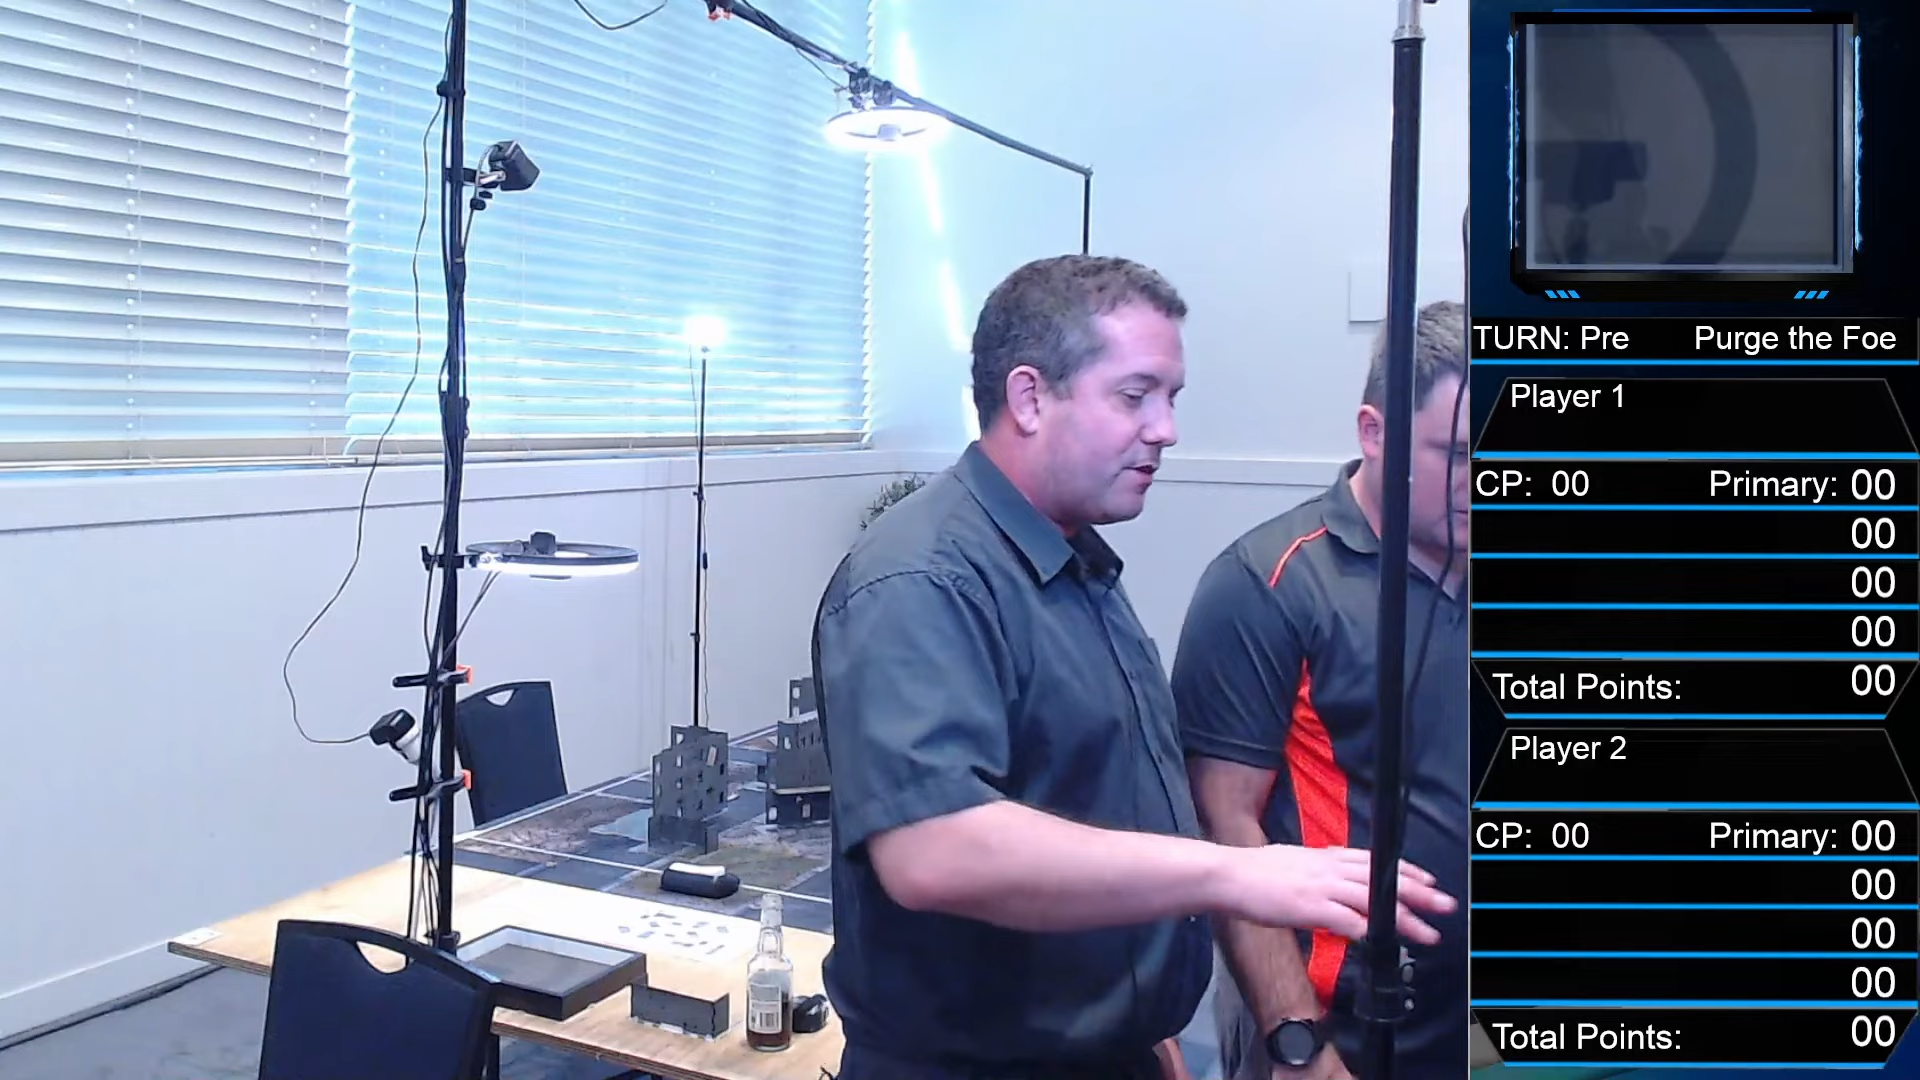 TURN: Pre Purge the Foe
Player 1
CP: 00 Primary: 00
00
00
00
Total Points: 00
Player 2
CP: 00 Primary: 00
00
00
00
Total Points: 00